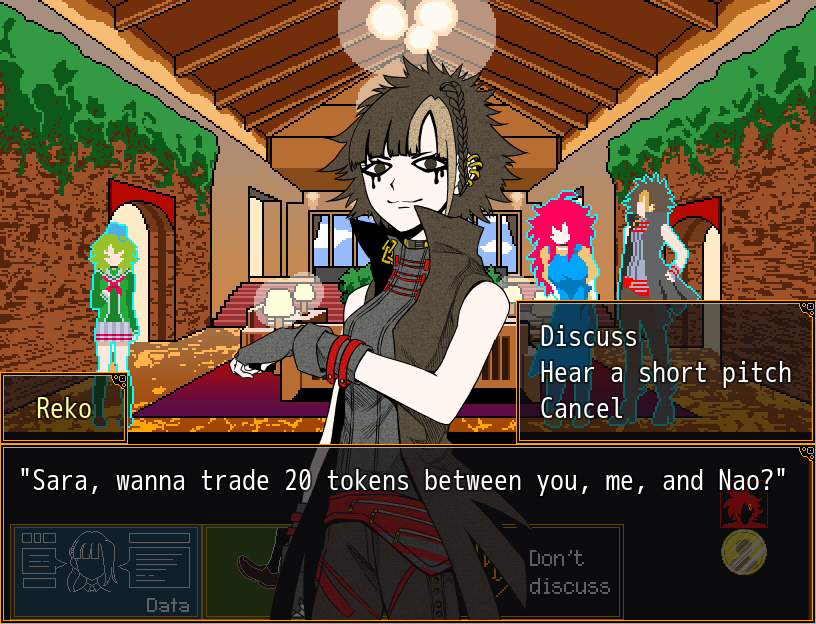 Discuss
Hear a short pitch
Cancel
Reko
"Sara, wanna trade 20 tokens between you, me, and Nao?"
Data
Don't
discuss